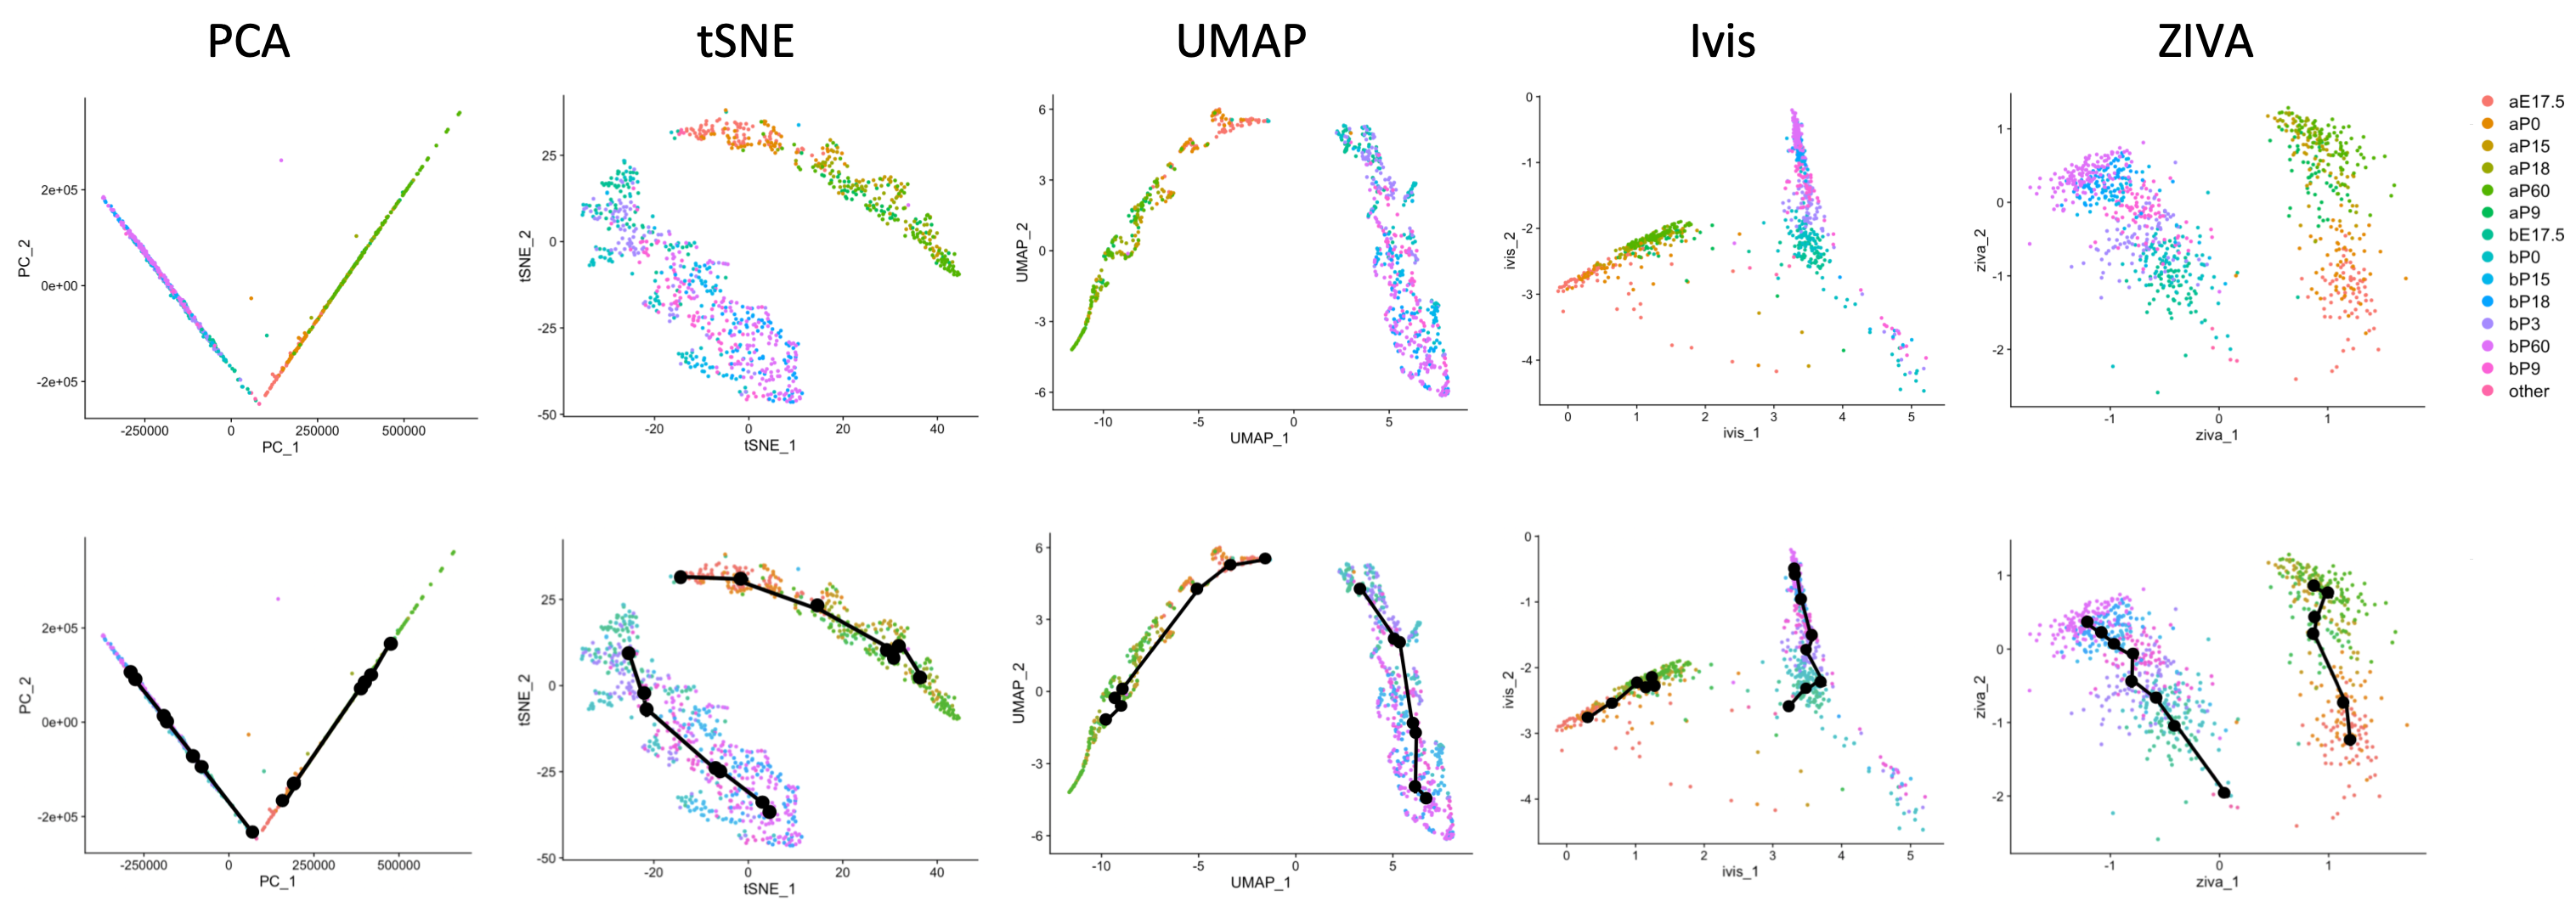 PCA
tSNE
UMAP
Ivis
ZIVA
2e+05
0e+00
-2e+05
PC_2
-250000 0 250000 500000
PC_1
25
0
-25
-50
tSNE_2
-20 0 20 40
tSNE_1
6
3
0
-3
-6
UMAP_2
-10 -5 0 5
UMAP_1
0
-1
-2
-3
-4
ivis_2
0 1 2 3 4 5
ivis_1
1
0
-1
-2
ziva_2
-1 0 1
ziva_1
aE17.5
aP0
aP15
aP18
aP60
aP9
bE17.5
bP0
bP15
bP18
bP3
bP60
bP9
other
2e+05
0e+00
-2e+05
PC_2
-250000 0 250000 500000
PC_1
25
0
-25
-50
tSNE_2
-20 0 20 40
tSNE_1
6
3
0
-3
-6
UMAP_2
-10 -5 0 5
UMAP_1
0
-1
-2
-3
-4
ivis_2
0 1 2 3 4 5
ivis_1
1
0
-1
-2
ziva_2
-1 0 1
ziva_1